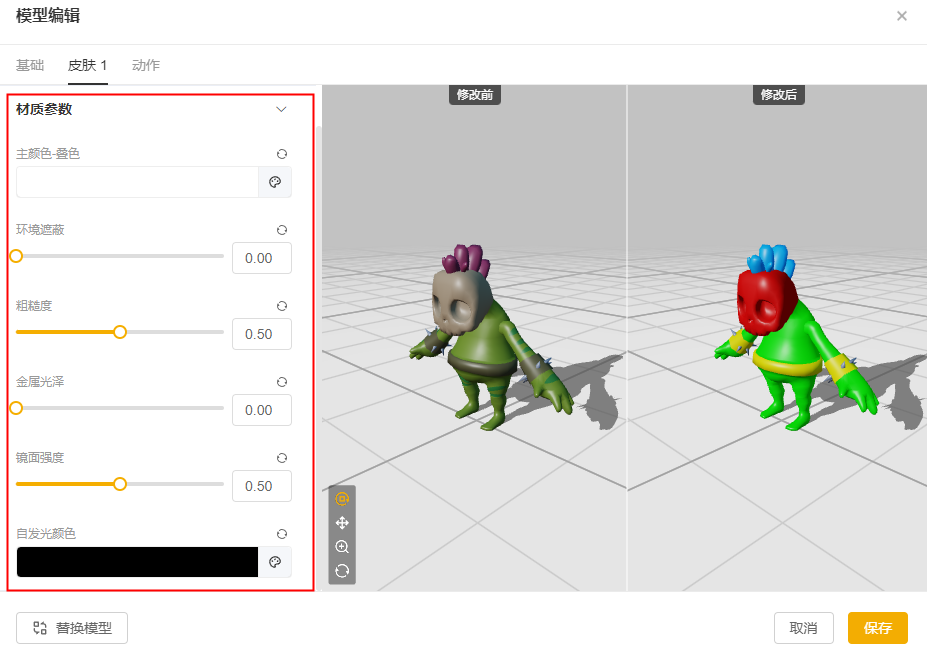 模型编辑
基础 皮肤 1 动作
材质参数
修改前
修改后
主颜色-叠色
环境遮蔽
0.00
粗糙度
0.50
金属光泽
0.00
镜面强度
0.50
自发光颜色
替换模型
取消
保存